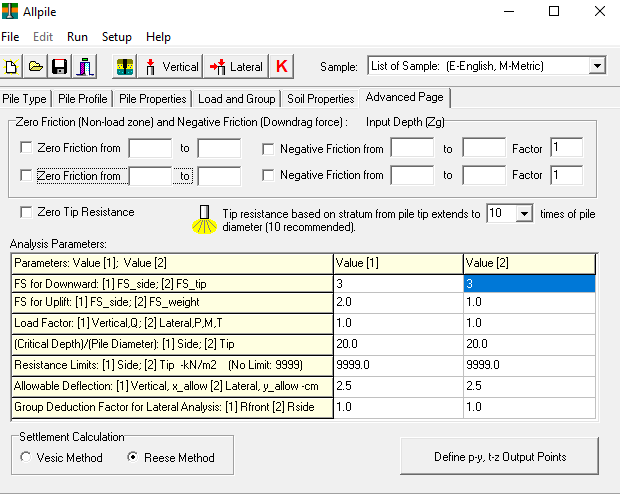 Allpile
File Edit Run Setup Help
Vertical Lateral K Sample: List of Sample: (E-English, M-Metric)
Pile Type Pile Profile Pile Properties Load and Group Soil Properties Advanced Page
Zero Friction (Non-load zone) and Negative Friction (Downdrag force) : Input Depth (Zg)
Zero Friction from to Negative Friction from to Factor 1
Zero Friction from to Negative Friction from to Factor 1
Zero Tip Resistance Tip resistance based on stratum from pile tip extends to 10 times of pile
diameter (10 recommended).
Analysis Parameters:
Parameters: Value [1]; Value [2] Value [1] Value [2]
FS for Downward: [1] FS_side; [2] FS_tip 3 3
FS for Uplift: [1] FS_side; [2] FS_weight 2.0 1.0
Load Factor: [1] Vertical,Q; [2] Lateral,P,M,T 1.0 1.0
(Critical Depth)/(Pile Diameter): [1] Side; [2] Tip 20.0 20.0
Resistance Limits: [1] Side; [2] Tip -kN/m2 (No Limit: 9999) 9999.0 9999.0
Allowable Deflection: [1] Vertical, x_allow [2] Lateral, y_allow -cm 2.5 2.5
Group Deduction Factor for Lateral Analysis: [1] Rfront [2] Rside 1.0 1.0
Settlement Calculation
Vesic Method Reese Method Define p-y, t-z Output Points